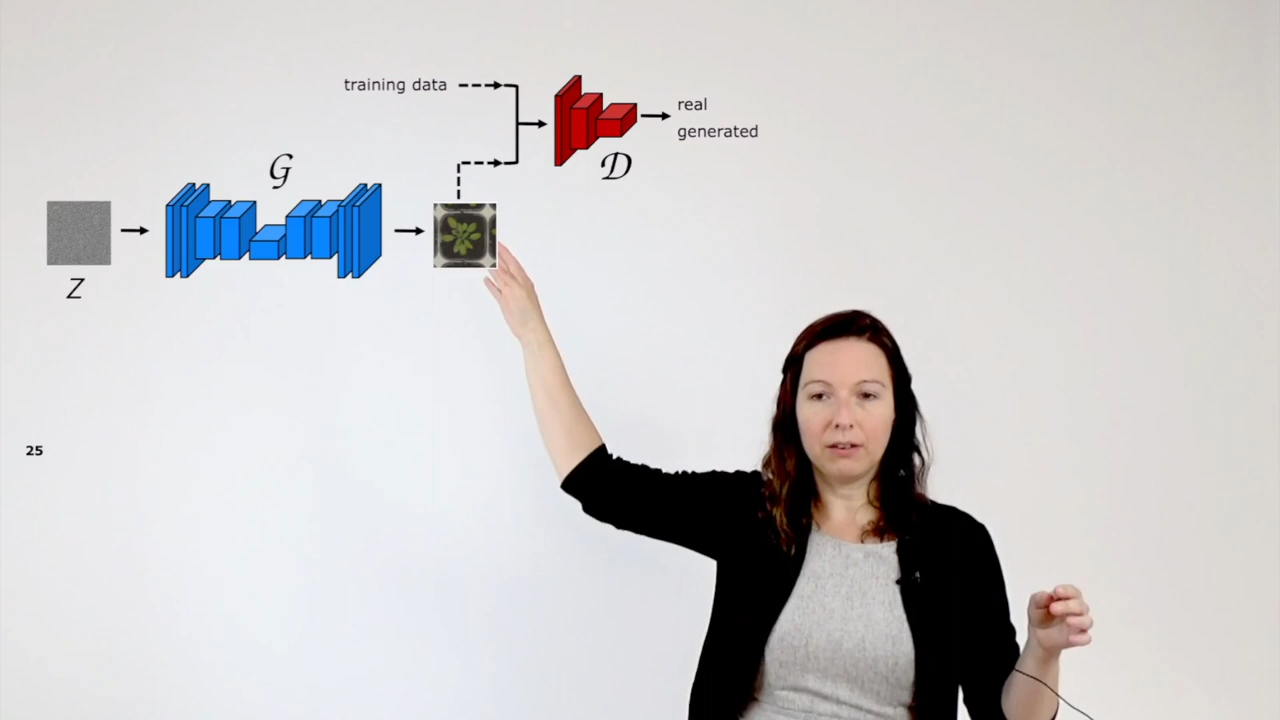 training data
real
generated
𝒢
𝒟
Z
25